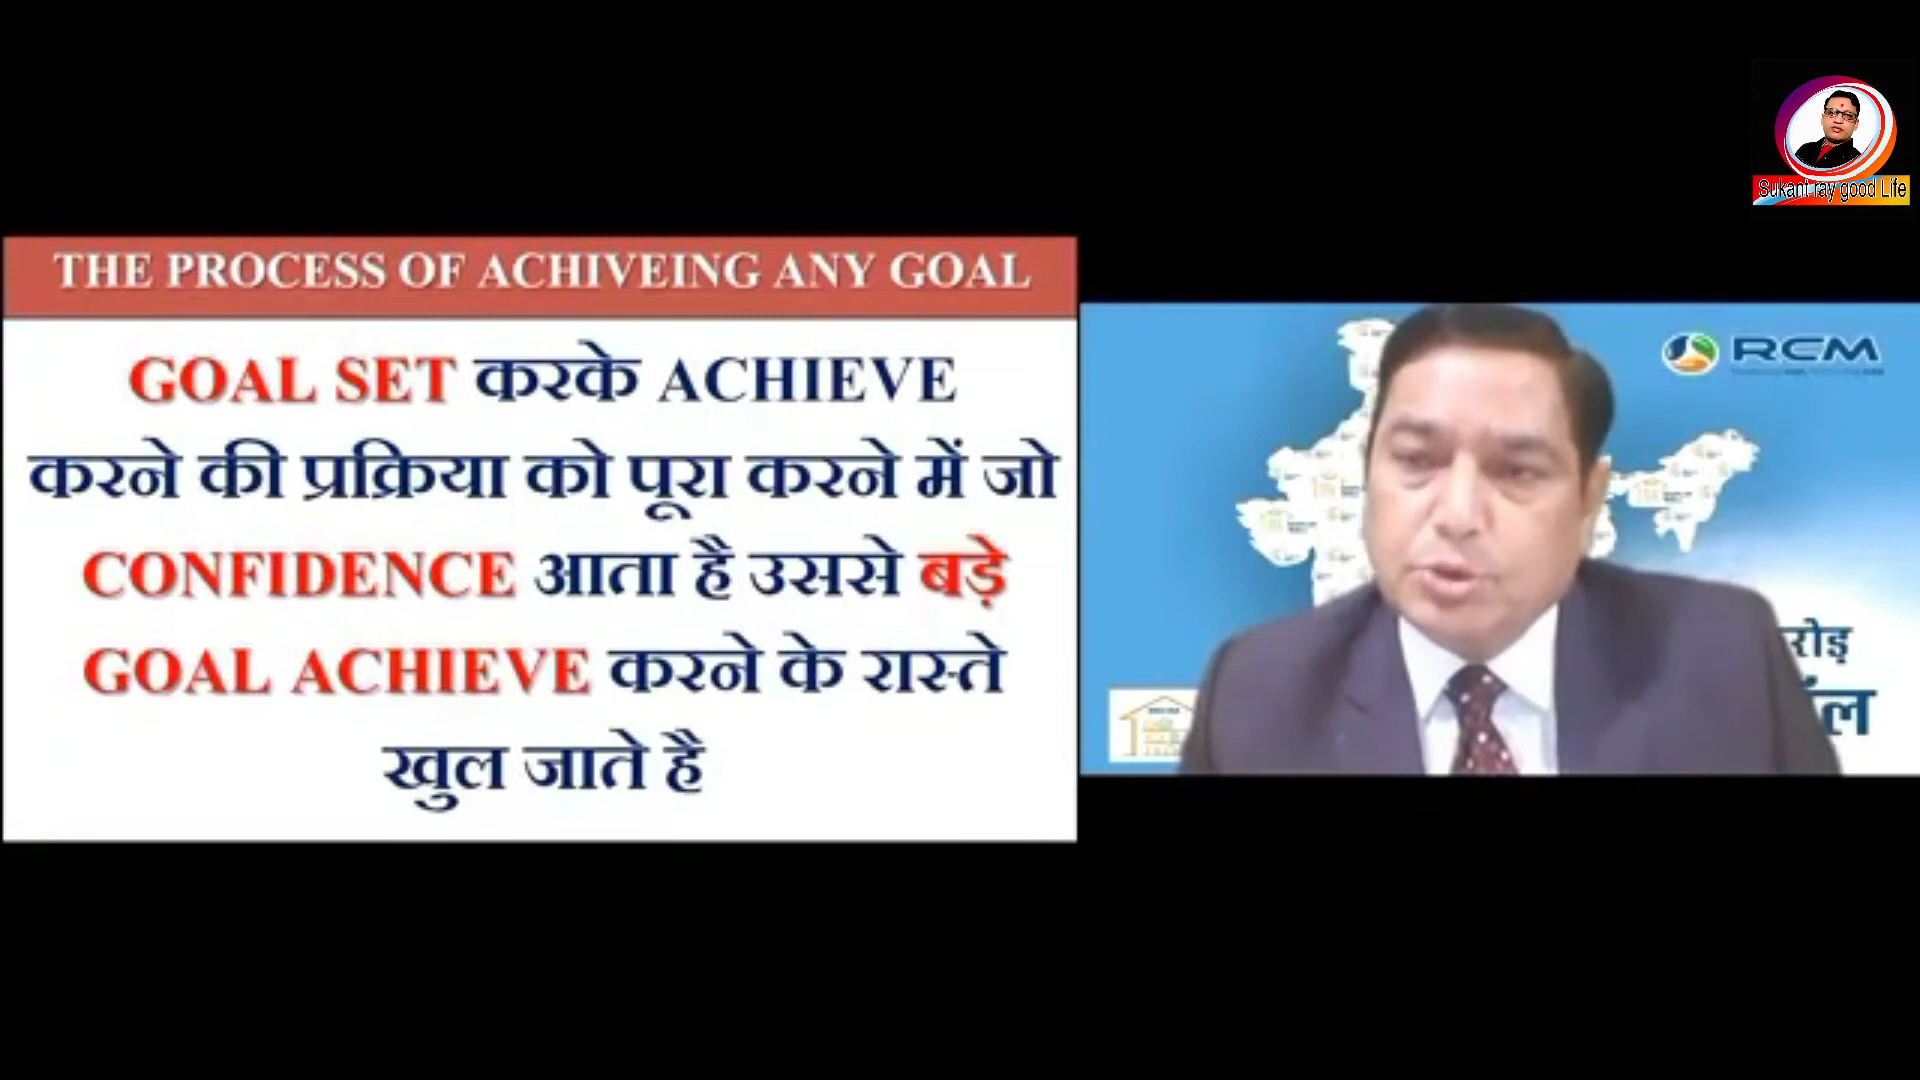 Sukant ray good Life
THE PROCESS OF ACHIVEING ANY GOAL
GOAL SET करके ACHIEVE
करने की प्रक्रिया को पूरा करने में जो
CONFIDENCE आता है उससे बड़े
GOAL ACHIEVE करने के रास्ते
खुल जाते है
RCM
रोड़
ॉल